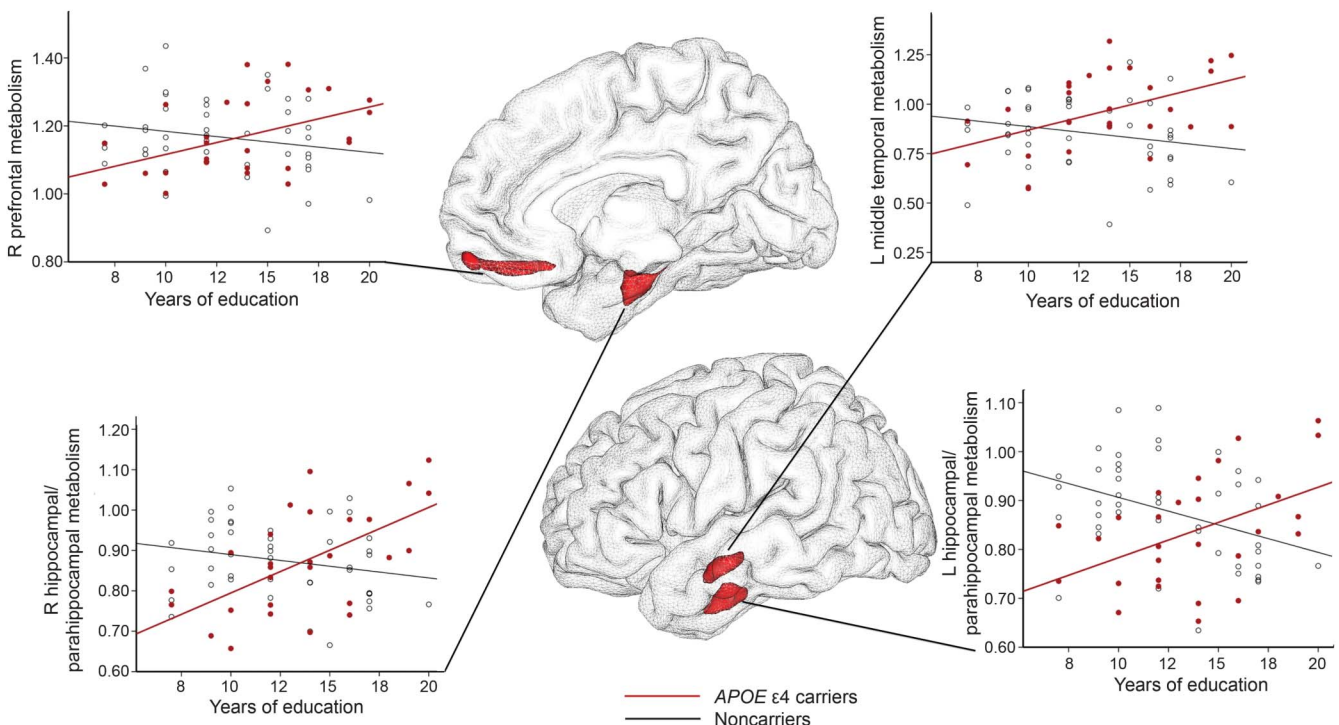 R prefrontal metabolism
1.40
1.20
1.00
0.80
8 10 13 15 18 20
Years of education
L middle temporal metabolism
1.25
1.00
0.75
0.50
0.25
8 10 13 15 18 20
Years of education
R hippocampal/
parahippocampal metabolism
1.20
1.10
1.00
0.90
0.80
0.70
0.60
8 10 13 15 18 20
Years of education
L hippocampal/
parahippocampal metabolism
1.10
1.00
0.90
0.80
0.70
0.60
8 10 13 15 18 20
Years of education
APOE ε4 carriers
Noncarriers